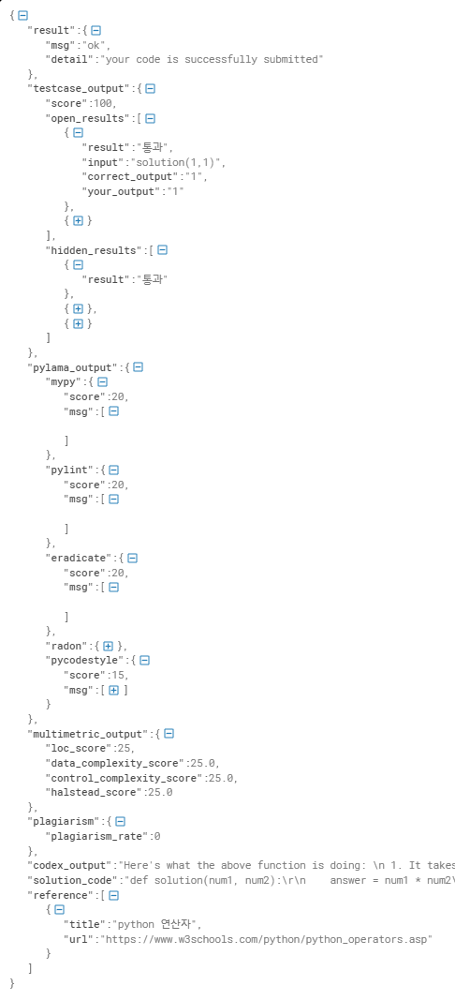 {
"result":{
"msg":"ok",
"detail":"your code is successfully submitted"
},
"testcase_output":{
"score":100,
"open_results":[
{
"result":"통과",
"input":"solution(1,1)",
"correct_output":"1",
"your_output":"1"
},
{ }
],
"hidden_results":[
{
"result":"통과"
},
{ },
{ }
]
},
"pylama_output":{
"mypy":{
"score":20,
"msg":[
]
},
"pylint":{
"score":20,
"msg":[
]
},
"eradicate":{
"score":20,
"msg":[
]
},
"radon":{ },
"pycodestyle":{
"score":15,
"msg":[ ]
}
},
"multimetric_output":{
"loc_score":25,
"data_complexity_score":25.0,
"control_complexity_score":25.0,
"halstead_score":25.0
},
"plagiarism":{
"plagiarism_rate":0
},
"codex_output":"Here's what the above function is doing: \n 1. It takes
"solution_code":"def solution(num1, num2):\r\n    answer = num1 * num2\
"reference":[
{
"title":"python 연산자",
"url":"https://www.w3schools.com/python/python_operators.asp"
}
]
}